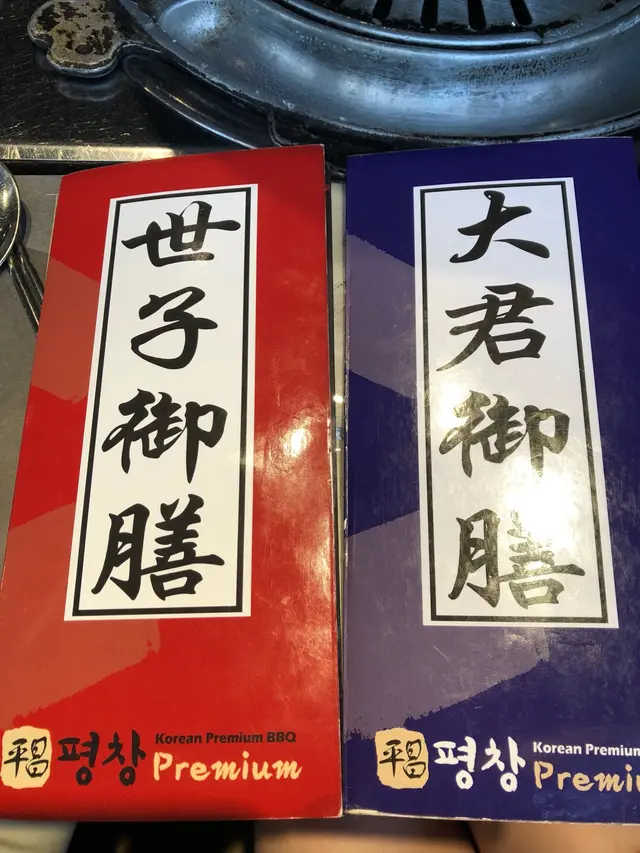 世子御膳
平昌 평창 Korean Premium BBQ
Premium
大君御膳
平昌 평창 Korean Premium
Premi